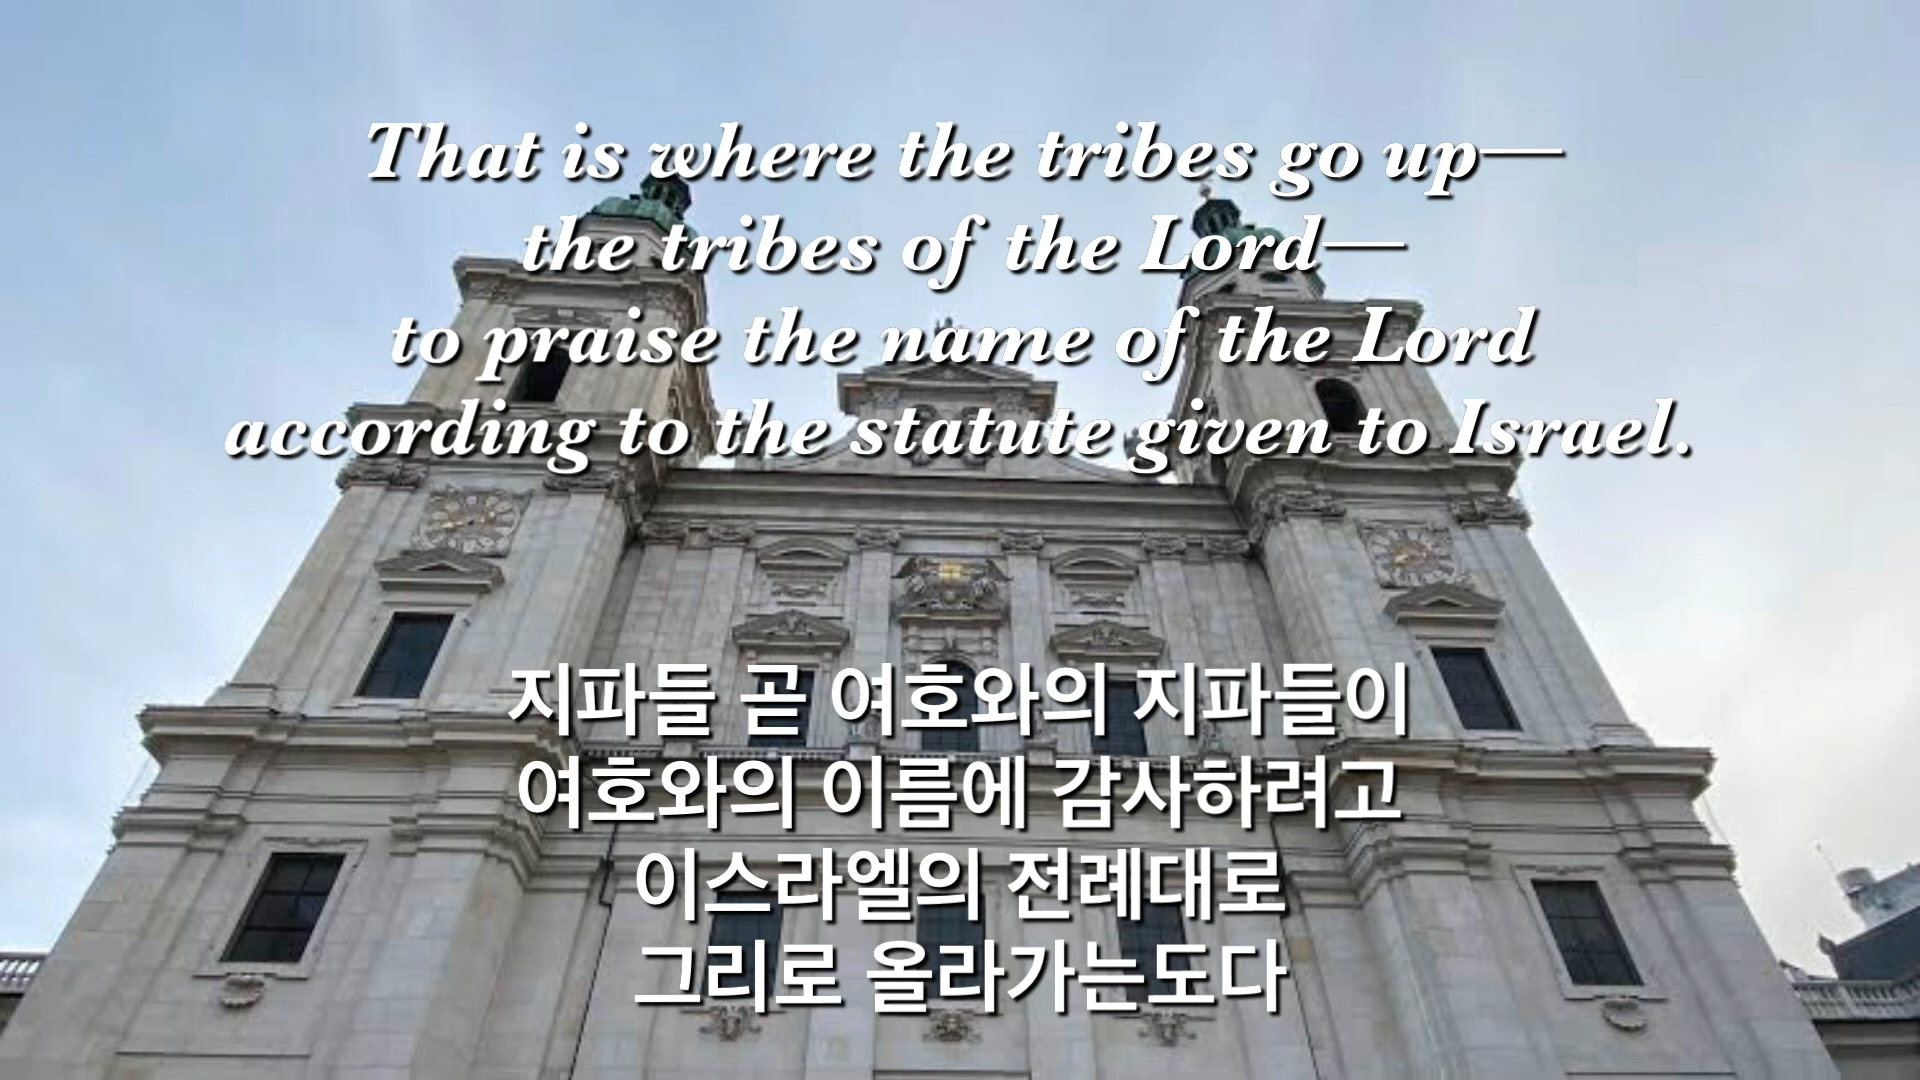 That is where the tribes go up—
the tribes of the Lord—
to praise the name of the Lord
according to the statute given to Israel.
지파들 곧 여호와의 지파들이
여호와의 이름에 감사하려고
이스라엘의 전례대로
그리로 올라가는도다